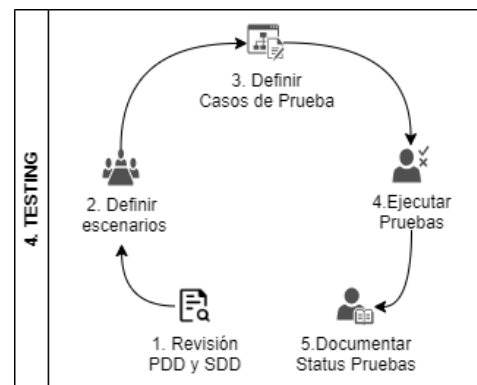 4. TESTING
1. Revisión
PDD y SDD
2. Definir
escenarios
3. Definir
Casos de Prueba
4.Ejecutar
Pruebas
5.Documentar
Status Pruebas